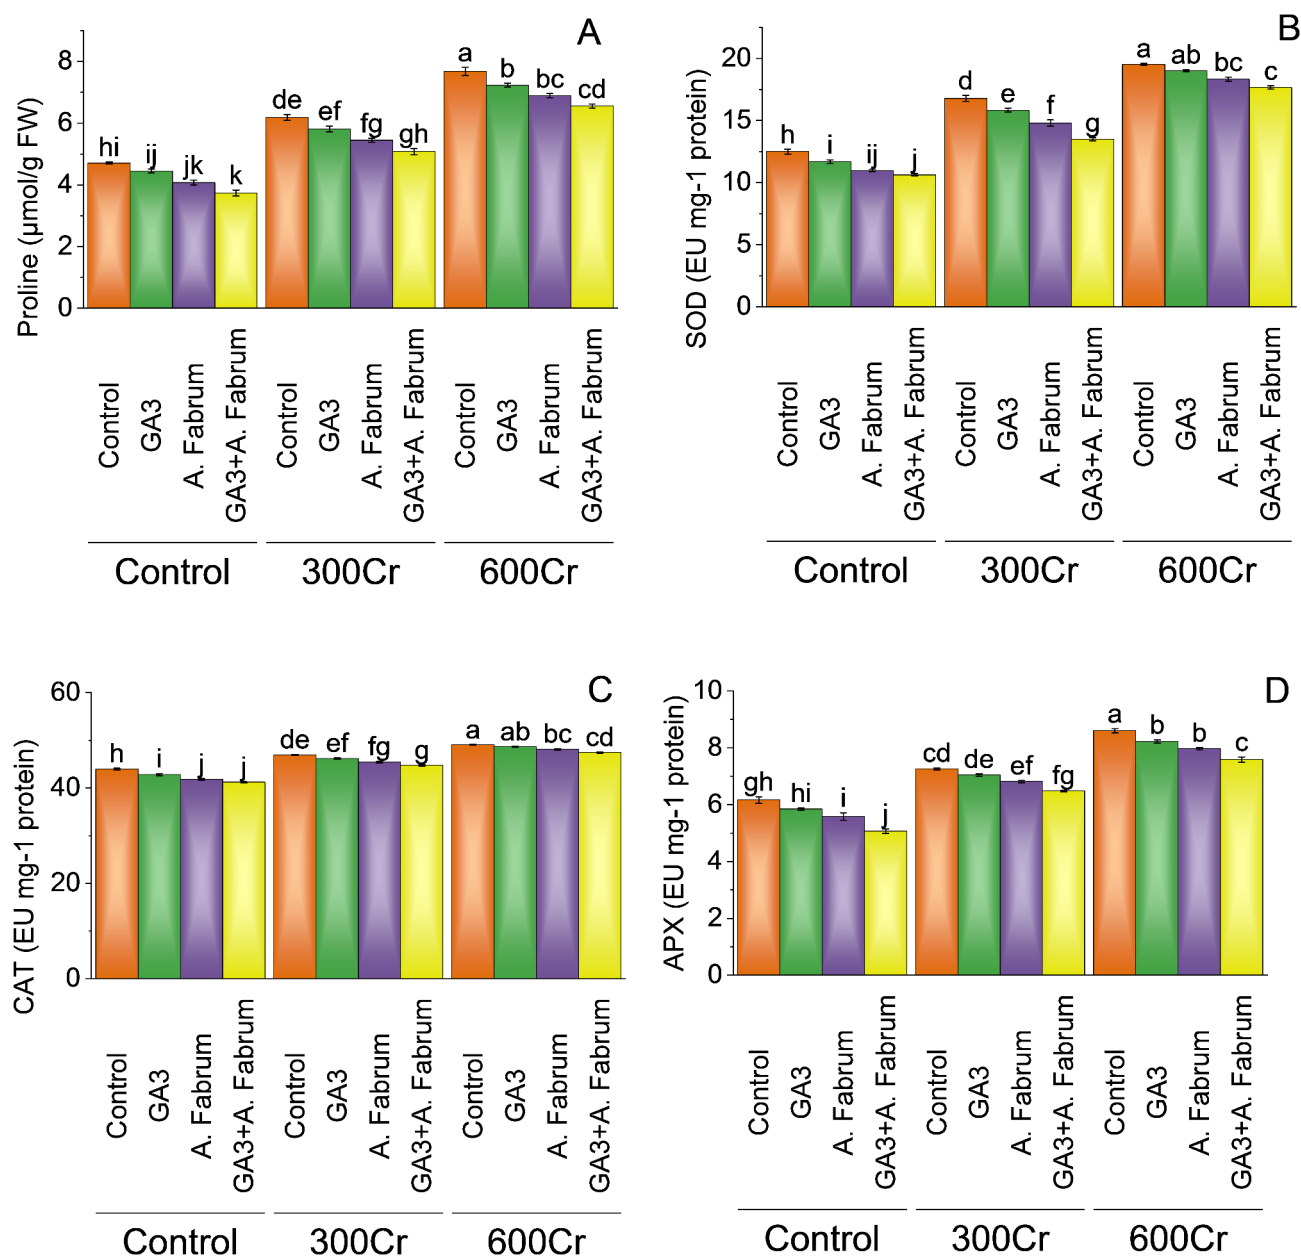 A
Proline (µmol/g FW)
8
6
4
2
0
hi
ij
jk
k
de
ef
fg
gh
a
b
bc
cd
Control
GA3
A. Fabrum
GA3+A. Fabrum
Control
GA3
A. Fabrum
GA3+A. Fabrum
Control
GA3
A. Fabrum
GA3+A. Fabrum
Control
300Cr
600Cr
B
SOD (EU mg-1 protein)
20
15
10
5
0
h
i
ij
j
d
e
f
g
a
ab
bc
c
Control
GA3
A. Fabrum
GA3+A. Fabrum
Control
GA3
A. Fabrum
GA3+A. Fabrum
Control
GA3
A. Fabrum
GA3+A. Fabrum
Control
300Cr
600Cr
C
CAT (EU mg-1 protein)
60
40
20
0
h
i
j
j
de
ef
fg
g
a
ab
bc
cd
Control
GA3
A. Fabrum
GA3+A. Fabrum
Control
GA3
A. Fabrum
GA3+A. Fabrum
Control
GA3
A. Fabrum
GA3+A. Fabrum
Control
300Cr
600Cr
D
APX (EU mg-1 protein)
10
8
6
4
2
0
gh
hi
i
j
cd
de
ef
fg
a
b
b
c
Control
GA3
A. Fabrum
GA3+A. Fabrum
Control
GA3
A. Fabrum
GA3+A. Fabrum
Control
GA3
A. Fabrum
GA3+A. Fabrum
Control
300Cr
600Cr